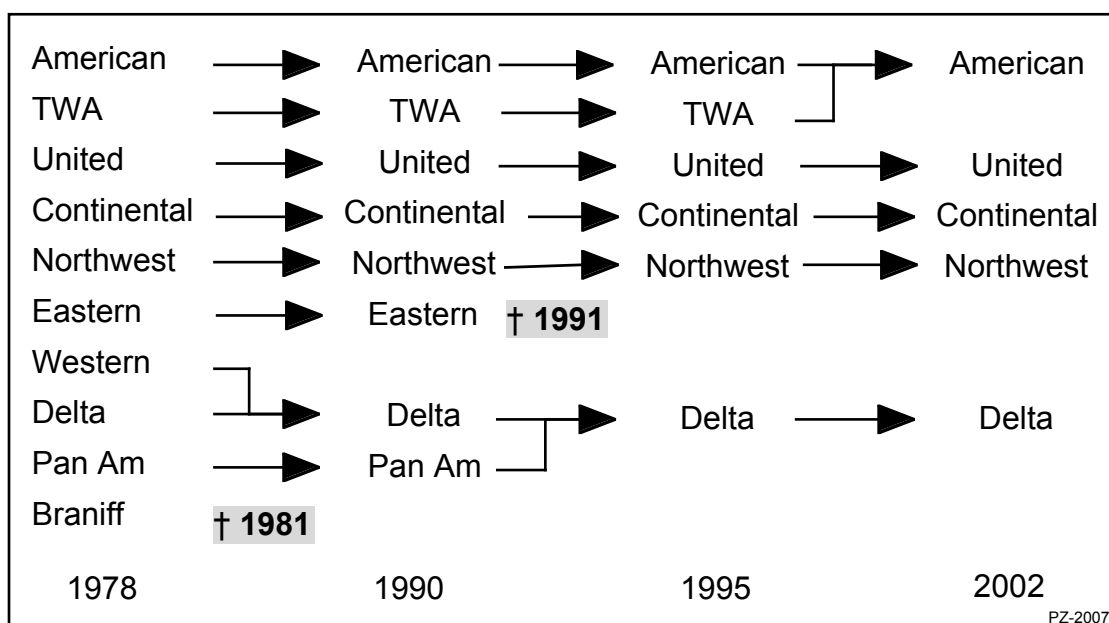 American American American American
TWA TWA TWA
United United United United
Continental Continental Continental Continental
Northwest Northwest Northwest Northwest
Eastern Eastern † 1991
Western
Delta Delta Delta Delta
Pan Am Pan Am
Braniff † 1981
1978 1990 1995 2002
PZ-2007